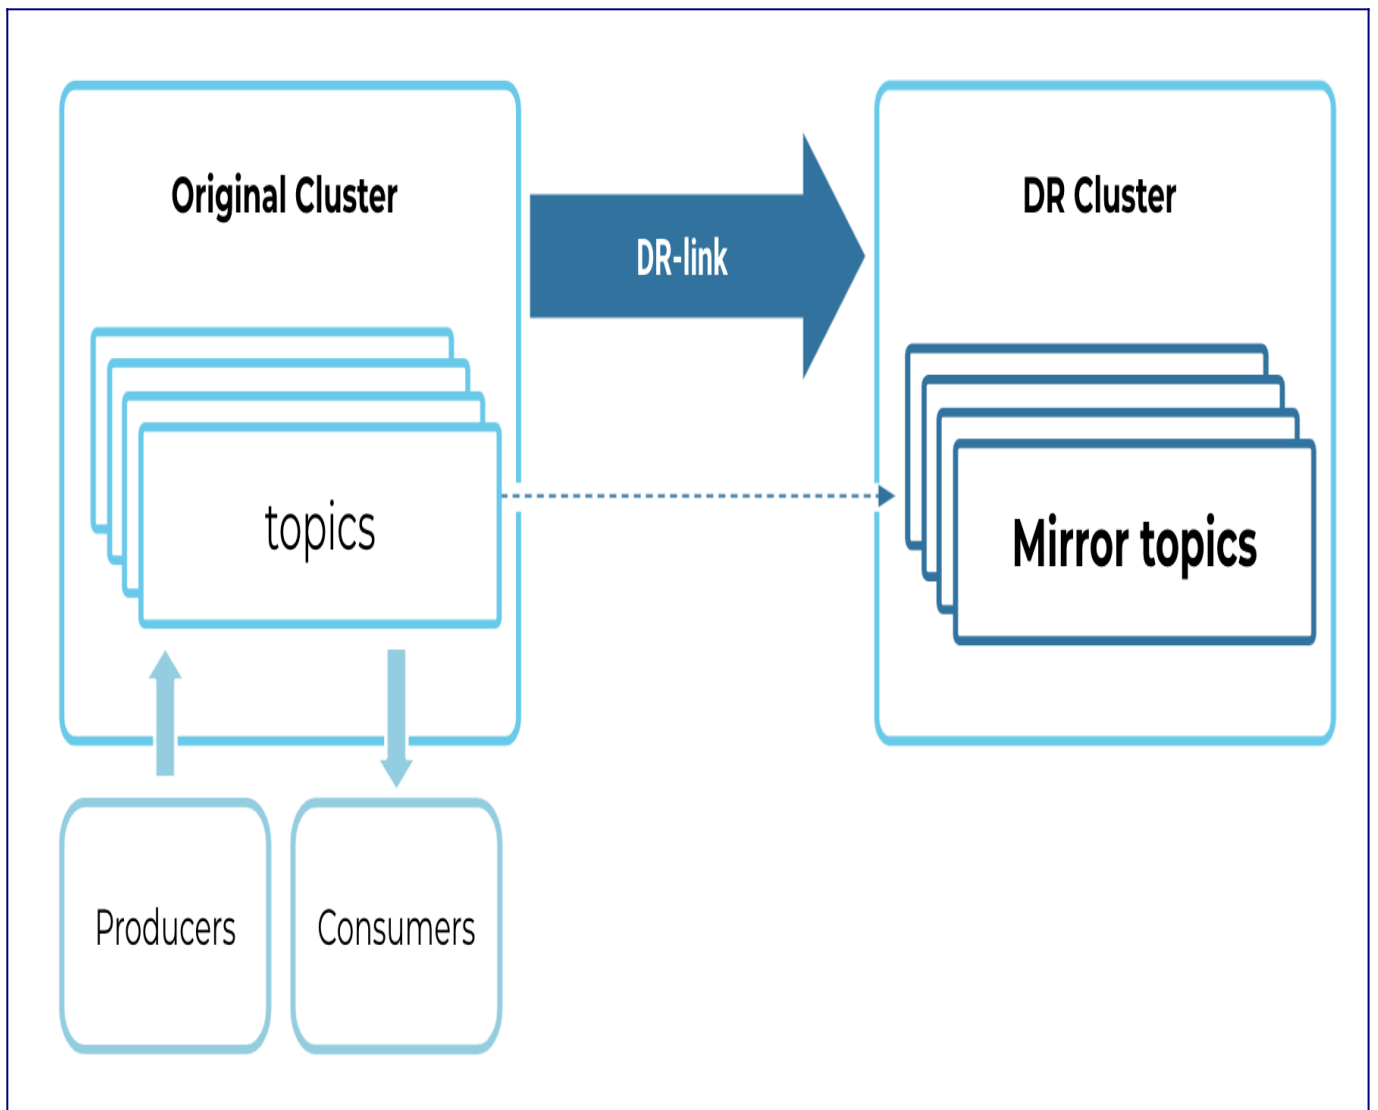 Original Cluster
DR-link
DR Cluster
topics
Mirror topics
Producers
Consumers